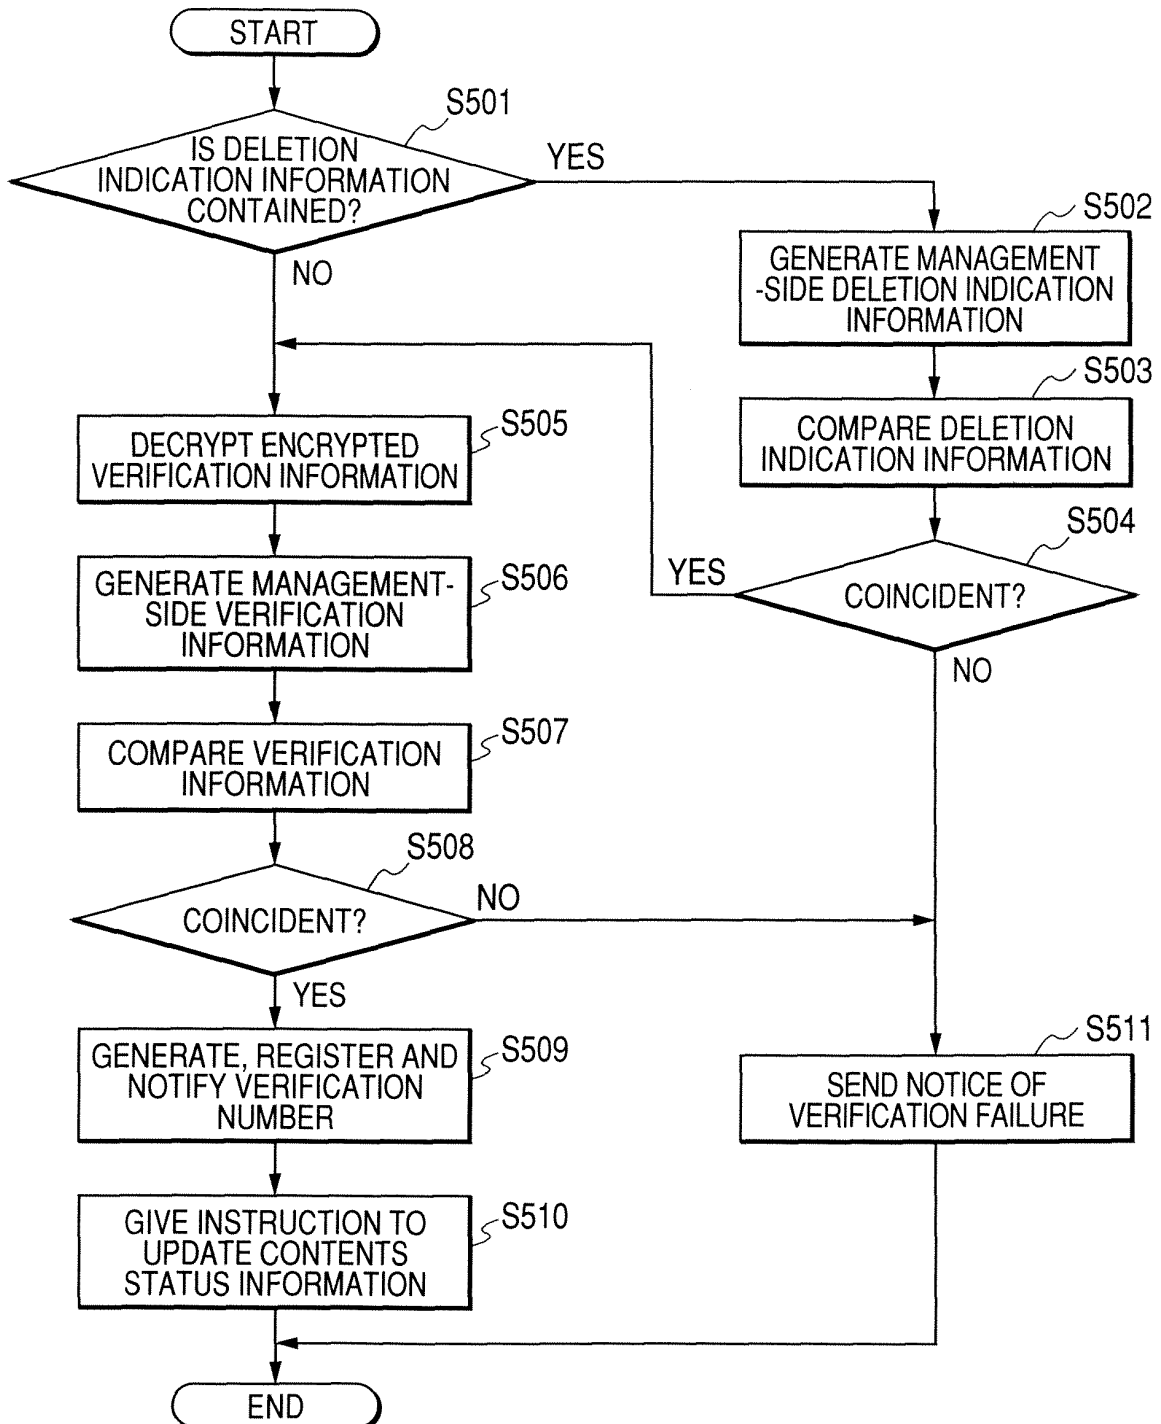 START
S501
IS DELETION
INDICATION INFORMATION
CONTAINED?
YES
NO
S502
GENERATE MANAGEMENT
-SIDE DELETION INDICATION
INFORMATION
S503
COMPARE DELETION
INDICATION INFORMATION
S504
COINCIDENT?
YES
NO
S505
DECRYPT ENCRYPTED
VERIFICATION INFORMATION
S506
GENERATE MANAGEMENT-
SIDE VERIFICATION
INFORMATION
S507
COMPARE VERIFICATION
INFORMATION
S508
COINCIDENT?
NO
YES
S509
GENERATE, REGISTER AND
NOTIFY VERIFICATION
NUMBER
S511
SEND NOTICE OF
VERIFICATION FAILURE
S510
GIVE INSTRUCTION TO
UPDATE CONTENTS
STATUS INFORMATION
END